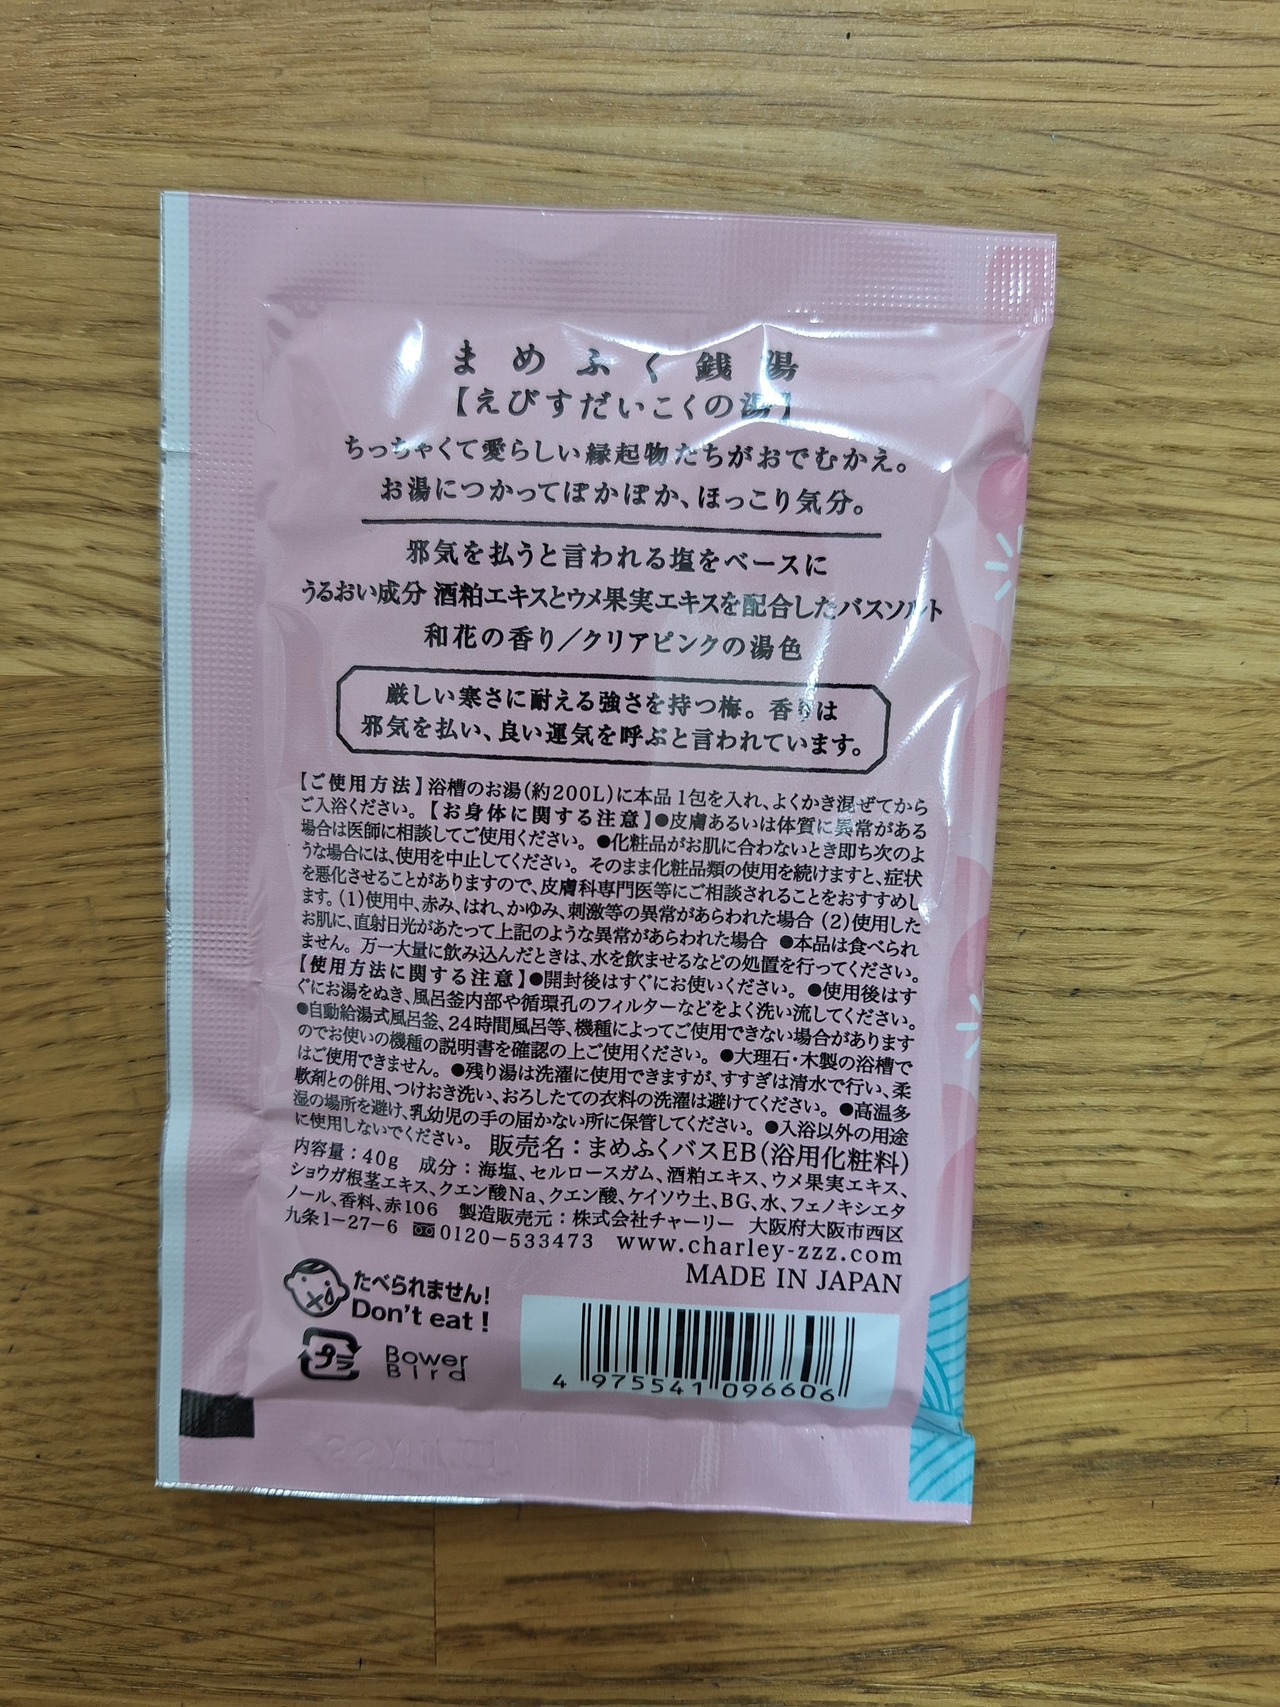 まめふく銭湯
【えびすだいこくの湯】
ちっちゃくて愛らしい縁起物たちがおでむかえ。
お湯につかってぽかぽか、ほっこり気分。
邪気を払うと言われる塩をベースに
うるおい成分 酒粕エキスとウメ果実エキスを配合したバスソルト
和花の香り／クリアピンクの湯色
厳しい寒さに耐える強さを持つ梅。香りは
邪気を払い、良い運気を呼ぶと言われています。
【ご使用方法】浴槽のお湯(約200L)に本品1包を入れ、よくかき混ぜてから
ご入浴ください。【お身体に関する注意】●皮膚あるいは体質に異常がある
場合は医師に相談してご使用ください。●化粧品がお肌に合わないとき即ち次のよ
うな場合には、使用を中止してください。そのまま化粧品類の使用を続けますと、症状
を悪化させることがありますので、皮膚科専門医等にご相談されることをおすすめし
ます。(1)使用中、赤み、はれ、かゆみ、刺激等の異常があらわれた場合 (2)使用した
お肌に、直射日光があたって上記のような異常があらわれた場合 ●本品は食べられ
ません。万一大量に飲み込んだときは、水を飲ませるなどの処置を行ってください。
【使用方法に関する注意】●開封後はすぐにお使いください。●使用後はす
ぐにお湯をぬき、風呂釜内部や循環孔のフィルターなどをよく洗い流してください。
●自動給湯式風呂釜、24時間風呂等、機種によってご使用できない場合があります
のでお使いの機種の説明書を確認の上ご使用ください。●大理石・木製の浴槽で
はご使用できません。●残り湯は洗濯に使用できますが、すすぎは清水で行い、柔
軟剤との併用、つけおき洗い、おろしたての衣料の洗濯は避けてください。●高温多
湿の場所を避け、乳幼児の手の届かない所に保管してください。●入浴以外の用途
に使用しないでください。 販売名：まめふくバスEB(浴用化粧料)
内容量：40g 成分：海塩、セルロースガム、酒粕エキス、ウメ果実エキス、
ショウガ根茎エキス、クエン酸Na、クエン酸、ケイソウ土、BG、水、フェノキシエタ
ノール、香料、赤106 製造販売元：株式会社チャーリー 大阪府大阪市西区
九条1-27-6 0120-533473 www.charley-zzz.com
MADE IN JAPAN
たべられません!
Don't eat !
プラ
Bower
Bird
4 975541 096606